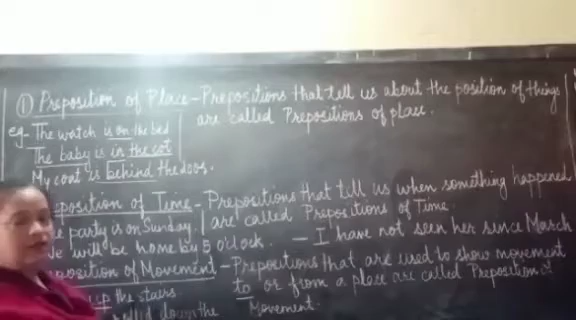 ① Preposition of Place - Prepositions that tell us about the position of things
are called Prepositions of place.
eg. The watch is on the bed
The baby is in the cot
My coat is behind the door.
position of Time - Prepositions that tell us when something happened
are called Prepositions of Time.
party is on Sunday.
will be home by 5 o'clock. - I have not seen her since March
position of Movement - Prepositions that are used to show movement
to or from a place are called Preposition of
Movement.
up the stairs.
down the